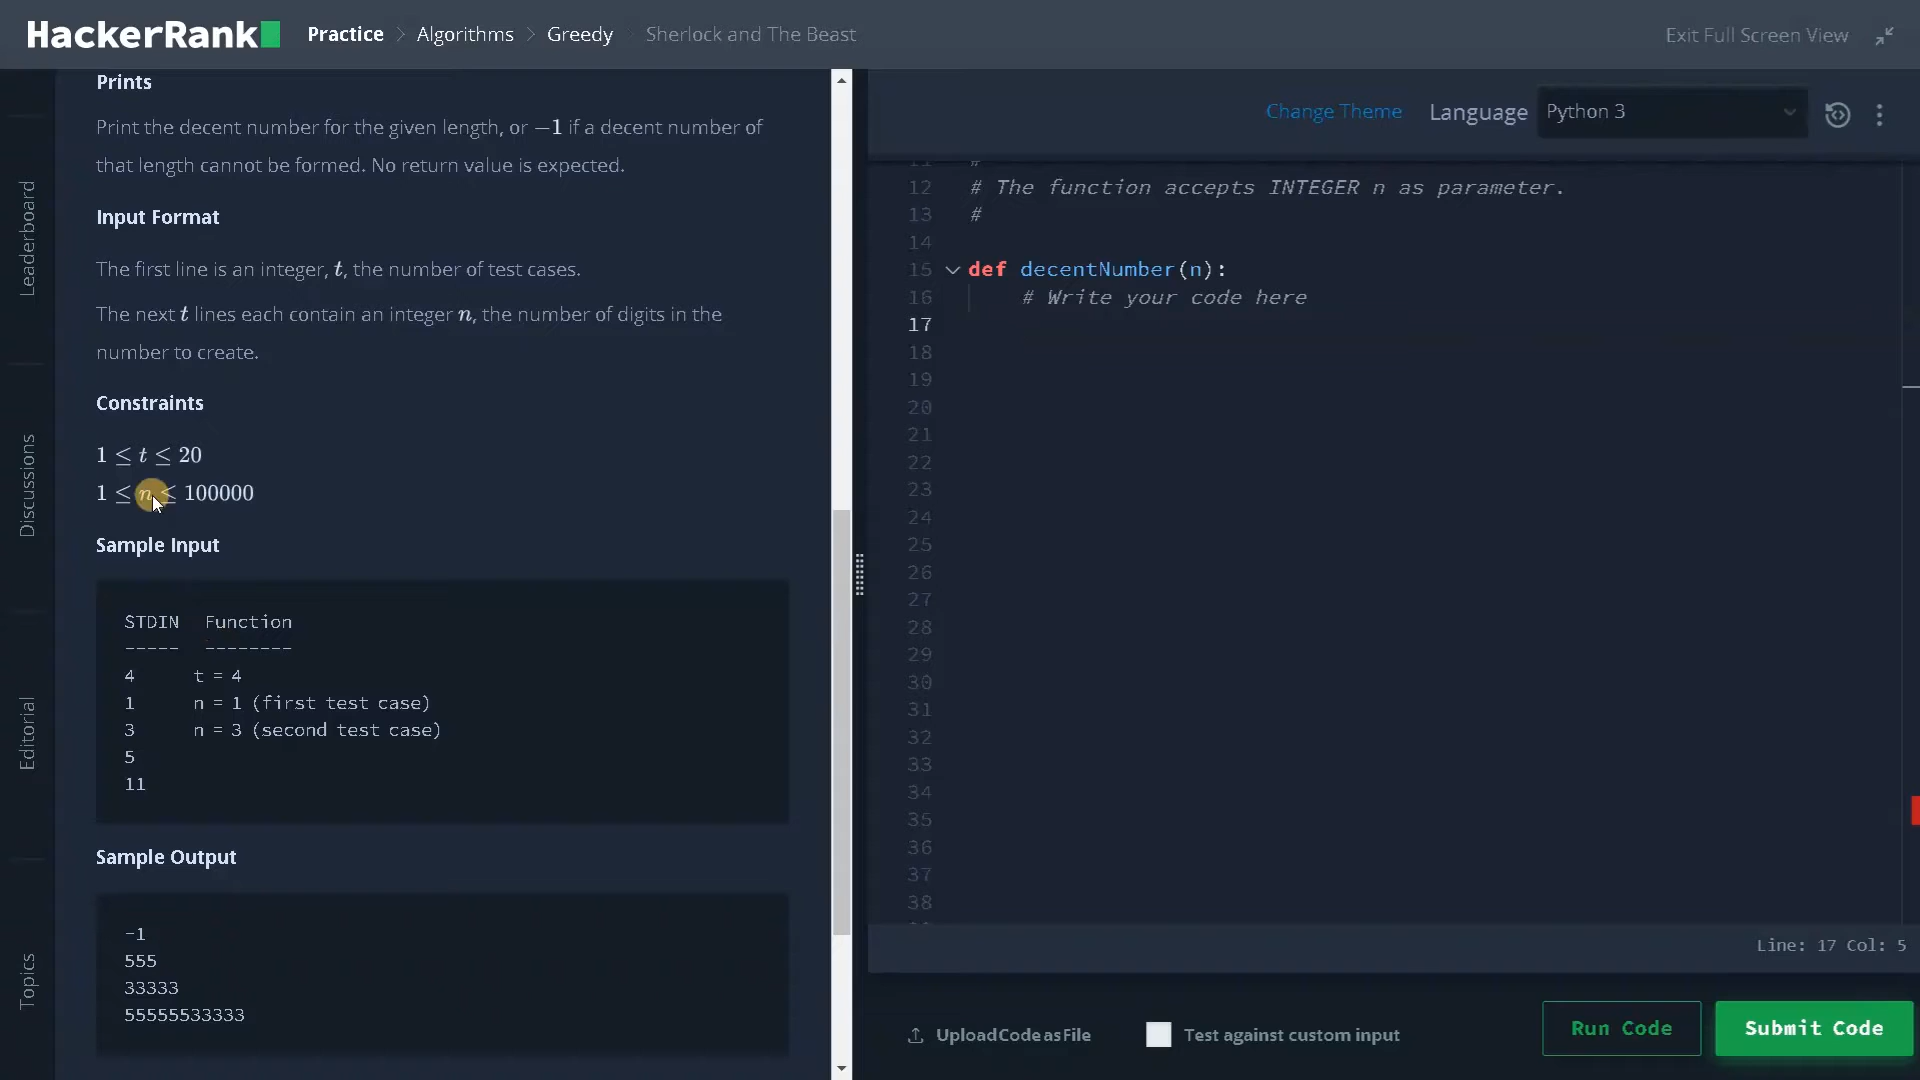 HackerRank
Practice > Algorithms > Greedy Sherlock and The Beast
Exit Full Screen View
Leaderboard
Discussions
Editorial
Topics
Prints
Print the decent number for the given length, or −1 if a decent number of
that length cannot be formed. No return value is expected.
Input Format
The first line is an integer, t, the number of test cases.
The next t lines each contain an integer n, the number of digits in the
number to create.
Constraints
1 ≤ t ≤ 20
1 ≤ n ≤ 100000
Sample Input
STDIN Function
----- --------
4 t = 4
1 n = 1 (first test case)
3 n = 3 (second test case)
5
11
Sample Output
-1
555
33333
55555533333
Change Theme Language Python 3
11 #
12 # The function accepts INTEGER n as parameter.
13 #
14
15 def decentNumber(n):
16 # Write your code here
17
18
19
20
21
22
23
24
25
26
27
28
29
30
31
32
33
34
35
36
37
38
Line: 17 Col: 5
Upload Code as File Test against custom input
Run Code
Submit Code